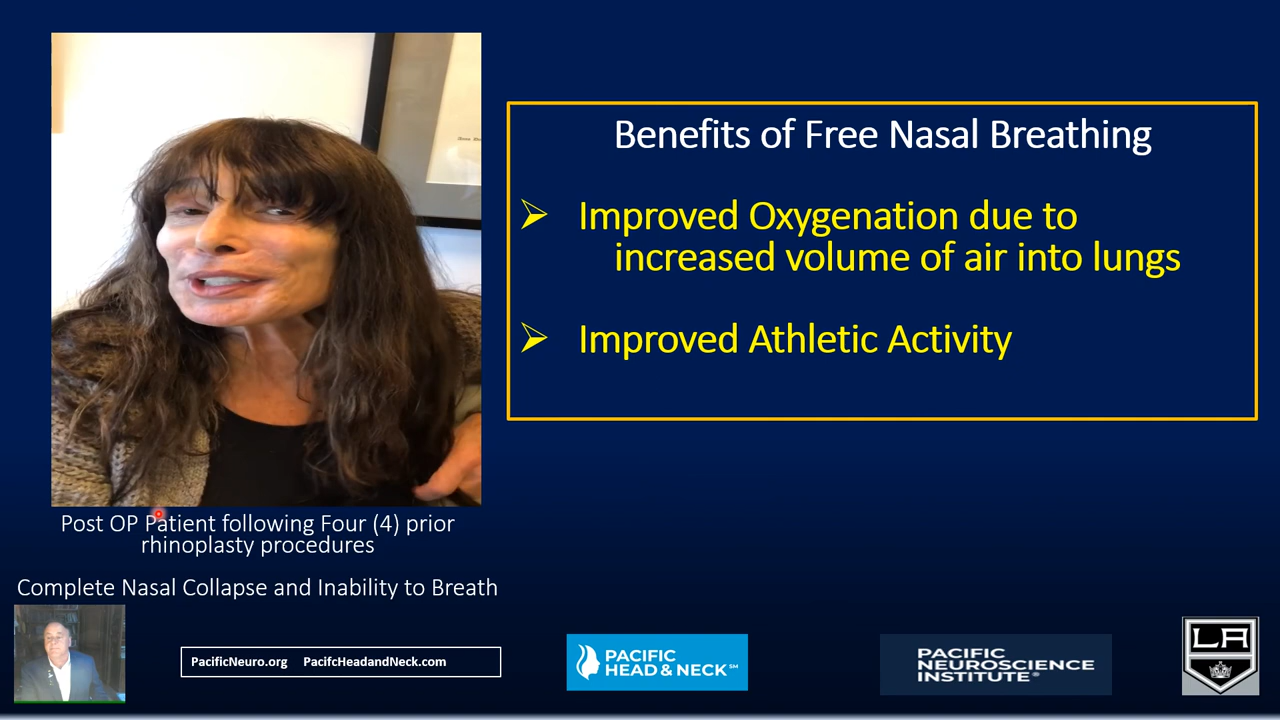 Benefits of Free Nasal Breathing
Improved Oxygenation due to
increased volume of air into lungs
Improved Athletic Activity
Post OP Patient following Four (4) prior
rhinoplasty procedures
Complete Nasal Collapse and Inability to Breath
PacificNeuro.org PacifcHeadandNeck.com
PACIFIC
HEAD & NECK SM
PACIFIC
NEUROSCIENCE
INSTITUTE®
LA